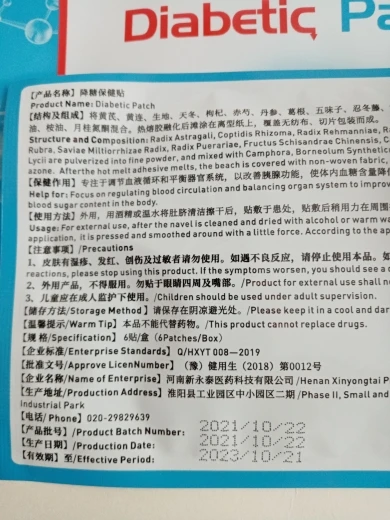 Diabetic Pa
【产品名称】降糖保健贴
Product Name: Diabetic Patch
【结构及组成】将黄芪、黄连、生地、天冬、枸杞、赤芍、丹参、葛根、五味子、忍冬藤、
油、桉油、月桂氮酮混合。热熔胶融化后滩涂在离型纸上，覆盖无纺布、切片包装而成。
Structure and Composition: Radix Astragali, Coptidis Rhizoma, Radix Rehmanniae, R
Rubra, Saviae Miltiorrhizae Radix, Radix Puerariae, Fructus Schisandrae Chinensis, C
Lycii are pulverized into fine powder, and mixed with Camphora, Borneolum Syntheti
azone. Afterthe hot melt adhesive melts, the beach is covered with non-woven fabric,
【保健作用】专注于调节血液循环和平衡器官系统，以改善胰腺功能，使体内血糖含量降
Help for: Focus on regulating blood circulation and balancing organ system to improv
blood sugar content in the body.
【使用方法】外用，用酒精或温水将肚脐清洁擦干后，贴敷于患处，贴敷后稍用力在周围
Usage: For external use, after the navel is cleaned and dried with alcohol or warm wa
application, it is pressed and smoothed around with a little force. According to the ap
【注意事项】/Precautions
1、皮肤有湿疹、发红、创伤及过敏者请勿使用。如遇不良反应，请停止使用本品。如
reactions, please stop using this product. If the symptoms worsen, you should see a d
2、外用产品，不得服用。勿贴于眼睛四周及嘴部。/Product for external use shall no
3、儿童应在成人监护下使用。/Children should be used under adult supervision.
【储存方法/Storage Method】请保存在阴凉避光处。/Please keep it in a cool and dar
【温馨提示/Warm Tip】本品不能代替药物。/This product cannot replace drugs.
【规 格/Specification】6贴/盒(6Patches/Box)
【企业标准/Enterprise Standards】Q/HXYT 008—2019
【批准文号/Approve LicenNumber】（豫）健用生（2018）第0012号
【企业名称/Name of Enterprise】河南新永泰医药科技有限公司/Henan Xinyongtai P
【生产地址/Production Address】淮阳县工业园区中小园区二期/Phase II, Small and
Industrial Park
【电话/ Phone】020-29829639
【产品批号】/Product Batch Number: 2021/10/22
【生产日期】/Production Date: 2021/10/22
【有效期】至/Effective Period: 2023/10/21